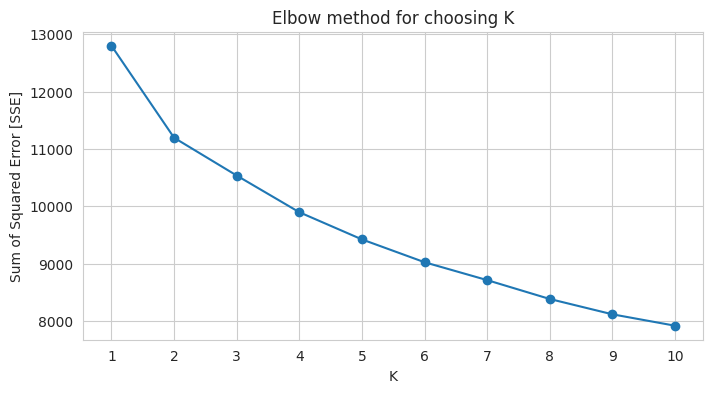 Elbow method for choosing K
Sum of Squared Error [SSE]
13000
12000
11000
10000
9000
8000
1 2 3 4 5 6 7 8 9 10
K